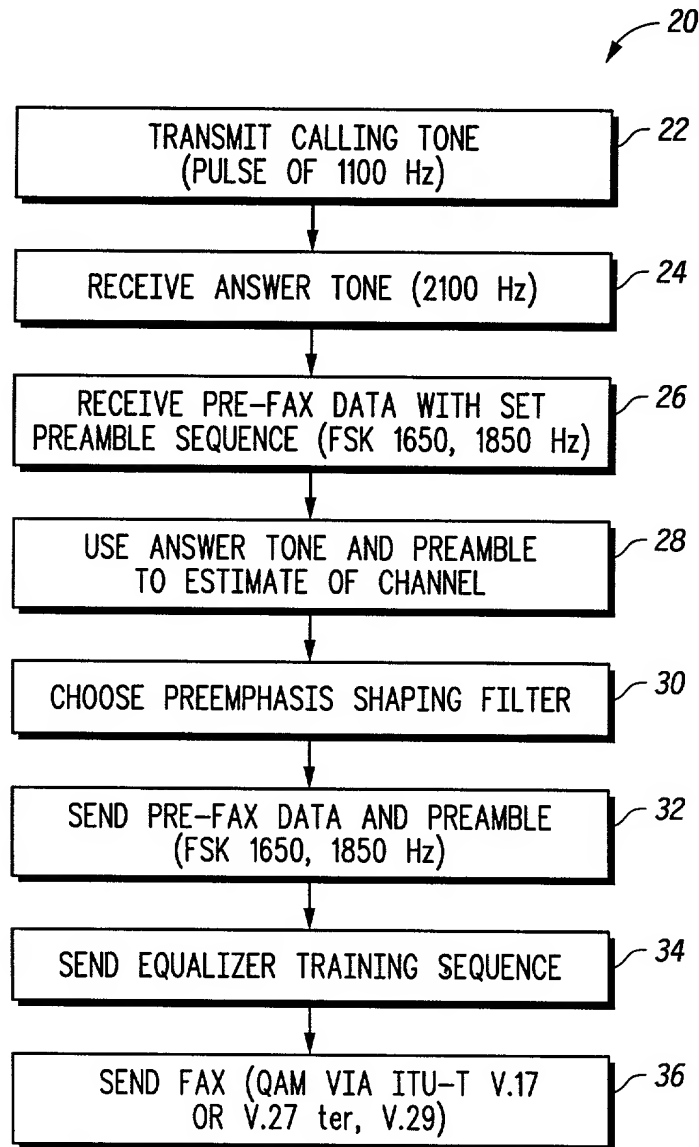 20
TRANSMIT CALLING TONE
(PULSE OF 1100 Hz)
22
RECEIVE ANSWER TONE (2100 Hz)
24
RECEIVE PRE-FAX DATA WITH SET
PREAMBLE SEQUENCE (FSK 1650, 1850 Hz)
26
USE ANSWER TONE AND PREAMBLE
TO ESTIMATE OF CHANNEL
28
CHOOSE PREEMPHASIS SHAPING FILTER
30
SEND PRE-FAX DATA AND PREAMBLE
(FSK 1650, 1850 Hz)
32
SEND EQUALIZER TRAINING SEQUENCE
34
SEND FAX (QAM VIA ITU-T V.17
OR V.27 ter, V.29)
36